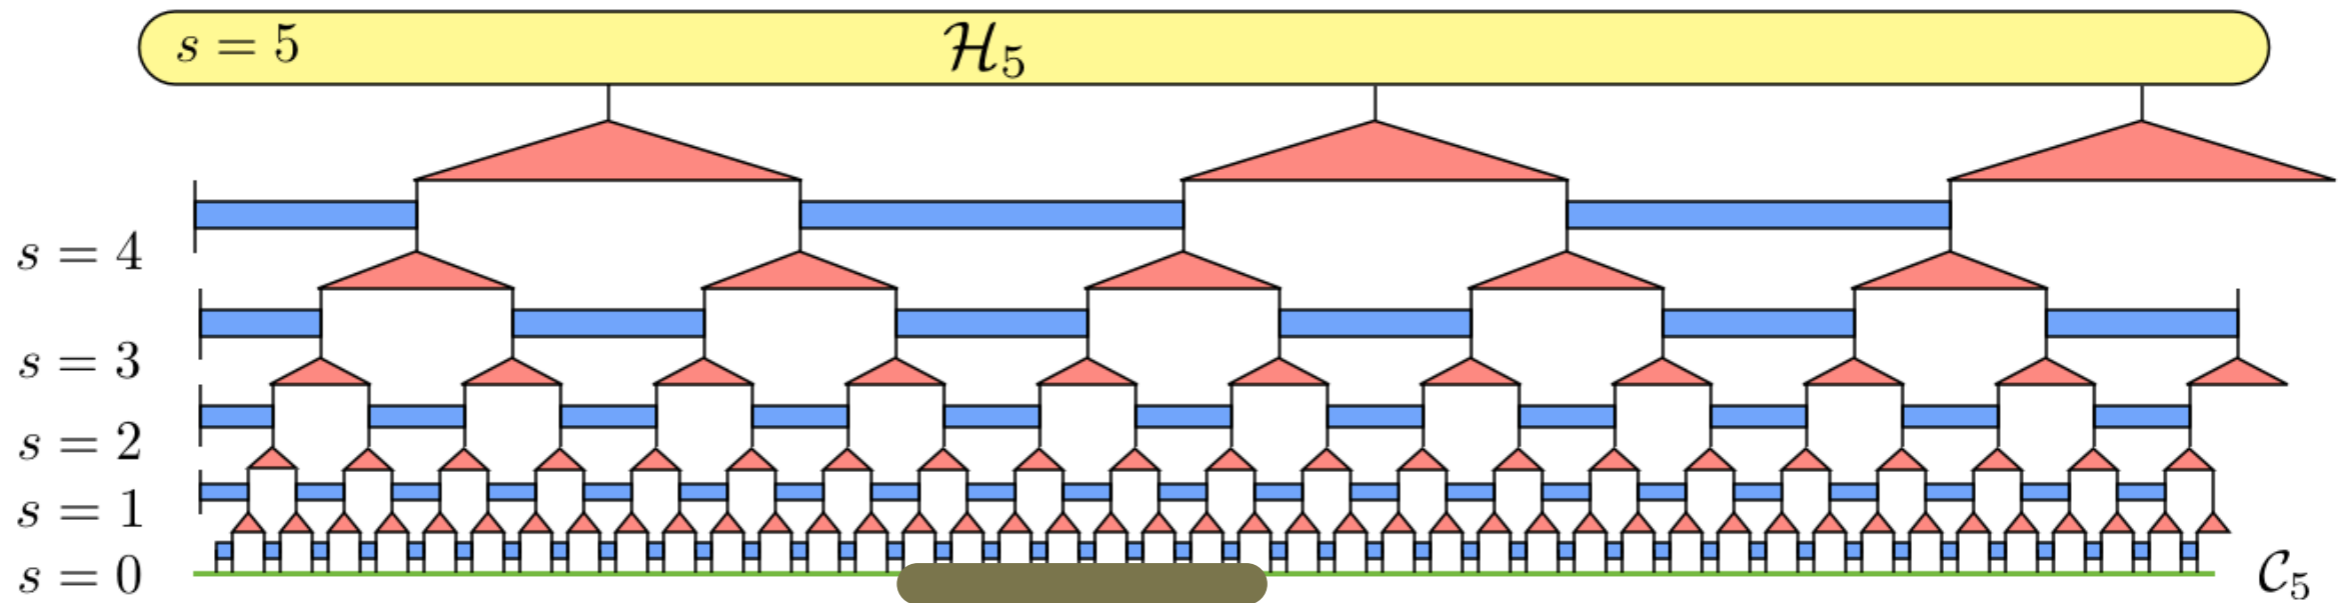 s = 5
ℋ₅
s = 4
s = 3
s = 2
s = 1
s = 0
𝒞₅